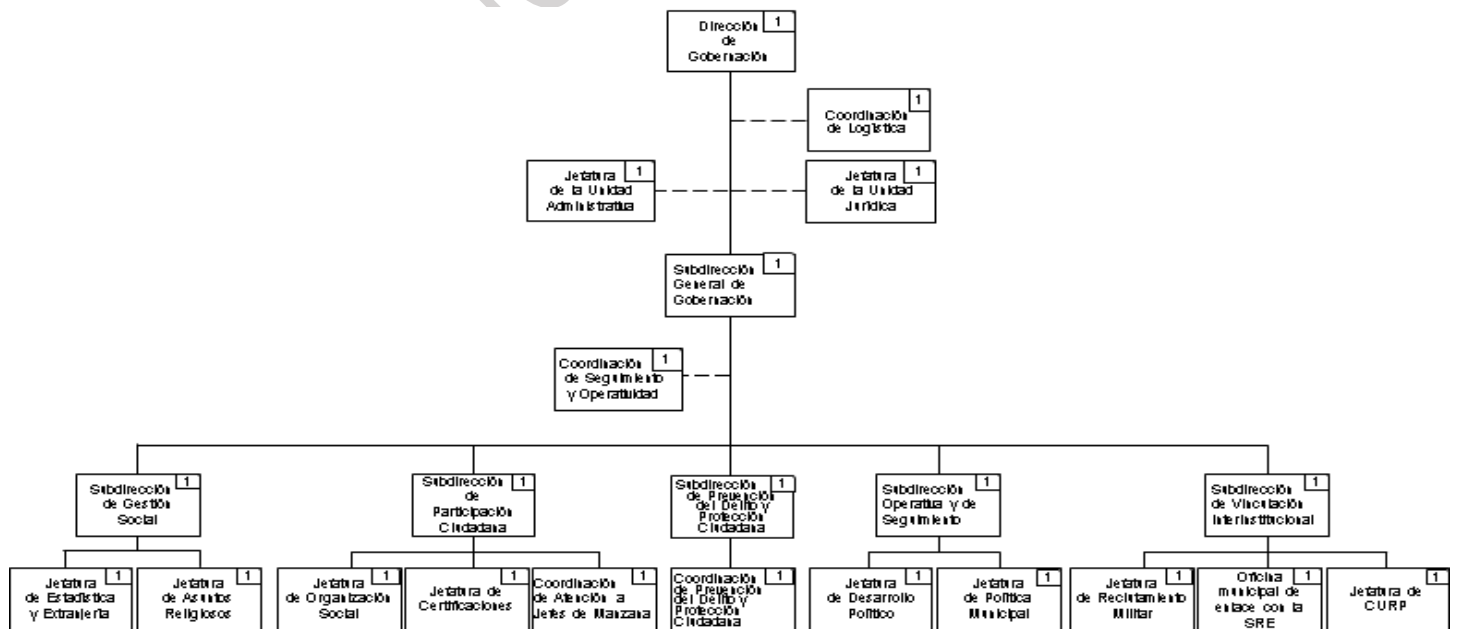 Dirección 1
de
Gobernación
1
Coordinación
de Logística
Jefatura 1
de la Unidad
Administrativa
Jefatura 1
de la Unidad
Jurídica
Subdirección 1
General de
Gobernación
Coordinación 1
de Seguimiento
y Operatividad
Subdirección 1
de Gestión
Social
Subdirección 1
de
Participación
Ciudadana
Subdirección 1
de Prevención
del Delito y
Protección
Ciudadana
Subdirección 1
Operativa y de
Seguimiento
Subdirección 1
de Vinculación
Interinstitucional
Jefatura 1
de Estadística
y Extranjería
Jefatura 1
de Asuntos
Religiosos
Jefatura 1
de Organización
Social
1
Jefatura de
Certificaciones
Coordinación 1
de Atención a
Jefes de Manzana
Coordinación 1
de Prevención
del Delito y
Protección
Ciudadana
Jefatura 1
de Desarrollo
Político
Jefatura 1
de Política
Municipal
Jefatura 1
de Reclutamiento
Militar
Oficina 1
municipal de
enlace con la
SRE
1
Jefatura de
CURP